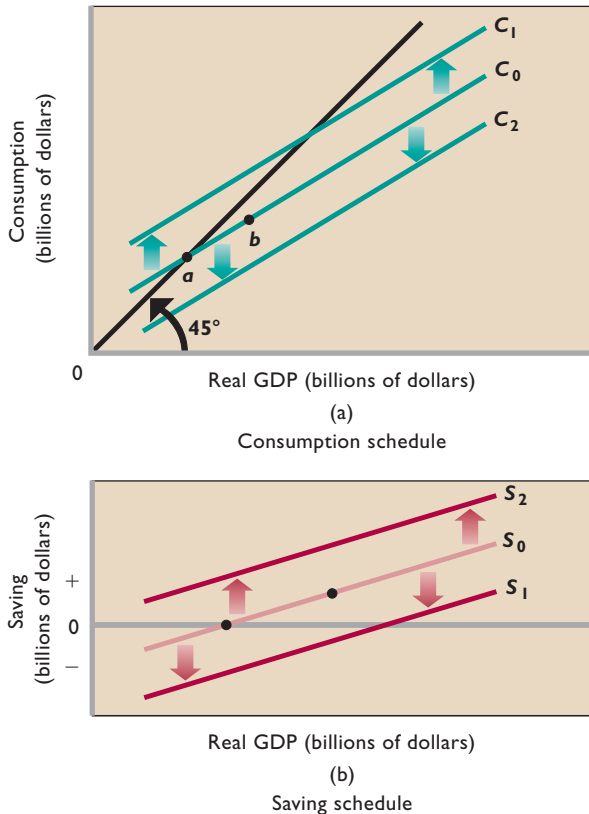 C1
C0
C2
Consumption
(billions of dollars)
b
a
45°
0
Real GDP (billions of dollars)
(a)
Consumption schedule
S2
S0
S1
Saving
(billions of dollars)
+
0
−
Real GDP (billions of dollars)
(b)
Saving schedule